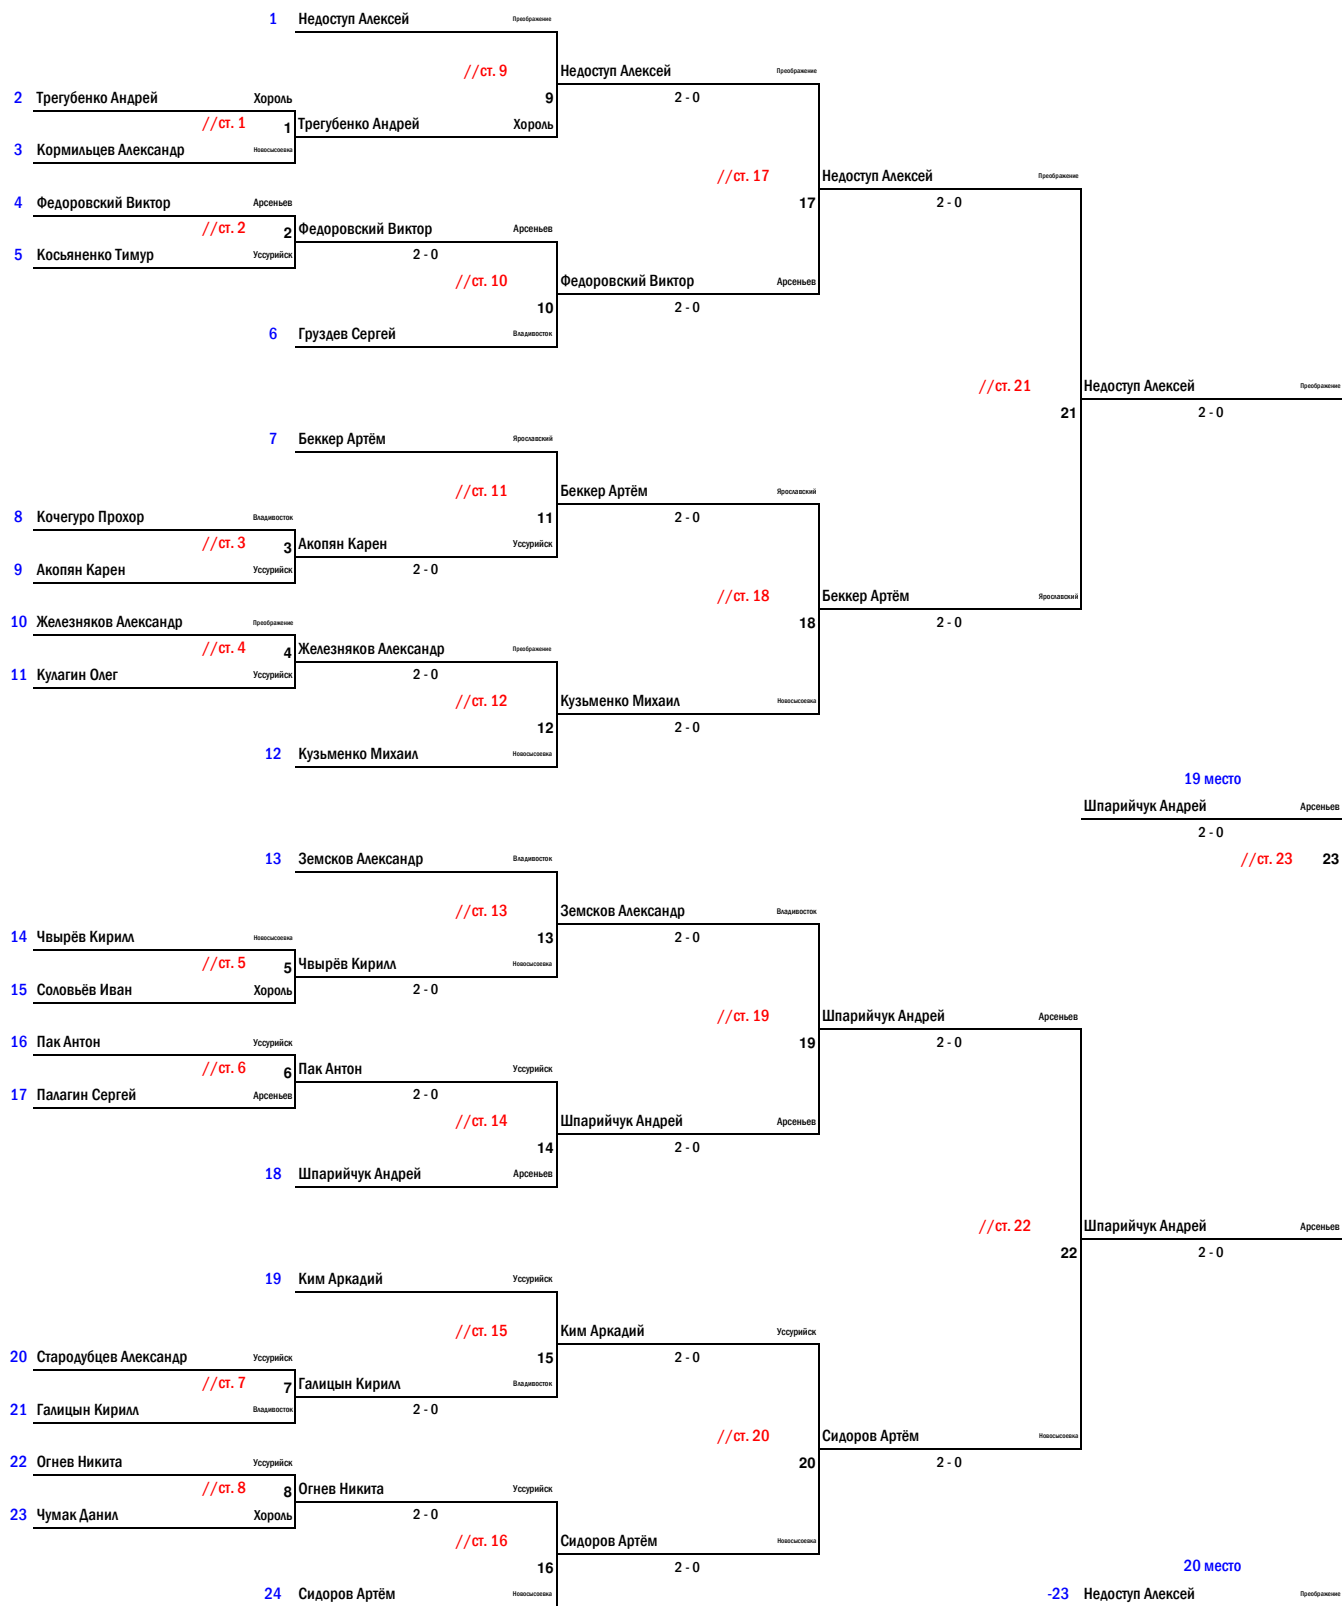 1 Недоступ Алексей Преображение
//ст. 9 Недоступ Алексей Преображение
2 Трегубенко Андрей Хороль 9 2 - 0
//ст. 1 1 Трегубенко Андрей Хороль
3 Кормильцев Александр Новосысоевка
//ст. 17 Недоступ Алексей Преображение
4 Федоровский Виктор Арсеньев 17 2 - 0
//ст. 2 2 Федоровский Виктор Арсеньев
5 Косьяненко Тимур Уссурийск 2 - 0
//ст. 10 Федоровский Виктор Арсеньев
10 2 - 0
6 Груздев Сергей Владивосток
//ст. 21 Недоступ Алексей Преображение
21 2 - 0
7 Беккер Артём Ярославский
//ст. 11 Беккер Артём Ярославский
8 Кочегуро Прохор Владивосток 11 2 - 0
//ст. 3 3 Акопян Карен Уссурийск
9 Акопян Карен Уссурийск 2 - 0
//ст. 18 Беккер Артём Ярославский
10 Железняков Александр Преображение 18 2 - 0
//ст. 4 4 Железняков Александр Преображение
11 Кулагин Олег Уссурийск 2 - 0
//ст. 12 Кузьменко Михаил Новосысоевка
12 2 - 0
12 Кузьменко Михаил Новосысоевка
19 место
Шпарийчук Андрей Арсеньев
2 - 0
13 Земсков Александр Владивосток //ст. 23 23
//ст. 13 Земсков Александр Владивосток
14 Чвырёв Кирилл Новосысоевка 13 2 - 0
//ст. 5 5 Чвырёв Кирилл Новосысоевка
15 Соловьёв Иван Хороль 2 - 0
//ст. 19 Шпарийчук Андрей Арсеньев
16 Пак Антон Уссурийск 19 2 - 0
//ст. 6 6 Пак Антон Уссурийск
17 Палагин Сергей Арсеньев 2 - 0
//ст. 14 Шпарийчук Андрей Арсеньев
14 2 - 0
18 Шпарийчук Андрей Арсеньев
//ст. 22 Шпарийчук Андрей Арсеньев
22 2 - 0
19 Ким Аркадий Уссурийск
//ст. 15 Ким Аркадий Уссурийск
20 Стародубцев Александр Уссурийск 15 2 - 0
//ст. 7 7 Галицын Кирилл Владивосток
21 Галицын Кирилл Владивосток 2 - 0
//ст. 20 Сидоров Артём Новосысоевка
22 Огнев Никита Уссурийск 20 2 - 0
//ст. 8 8 Огнев Никита Уссурийск
23 Чумак Данил Хороль 2 - 0
//ст. 16 Сидоров Артём Новосысоевка
16 2 - 0 20 место
24 Сидоров Артём Новосысоевка -23 Недоступ Алексей Преображение